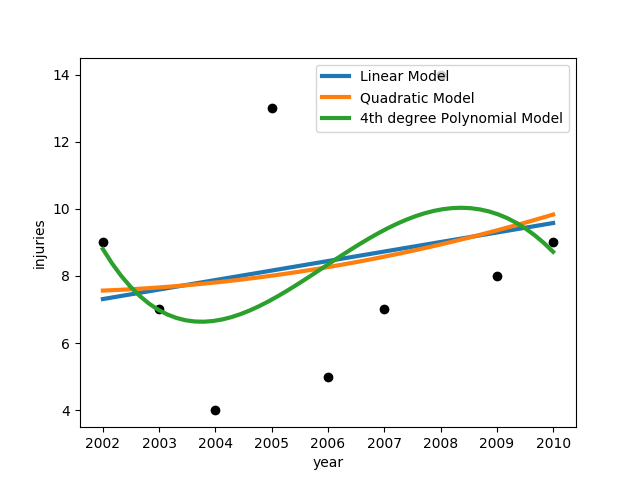 14
12
10
8
6
4
injuries
Linear Model
Quadratic Model
4th degree Polynomial Model
2002 2003 2004 2005 2006 2007 2008 2009 2010
year